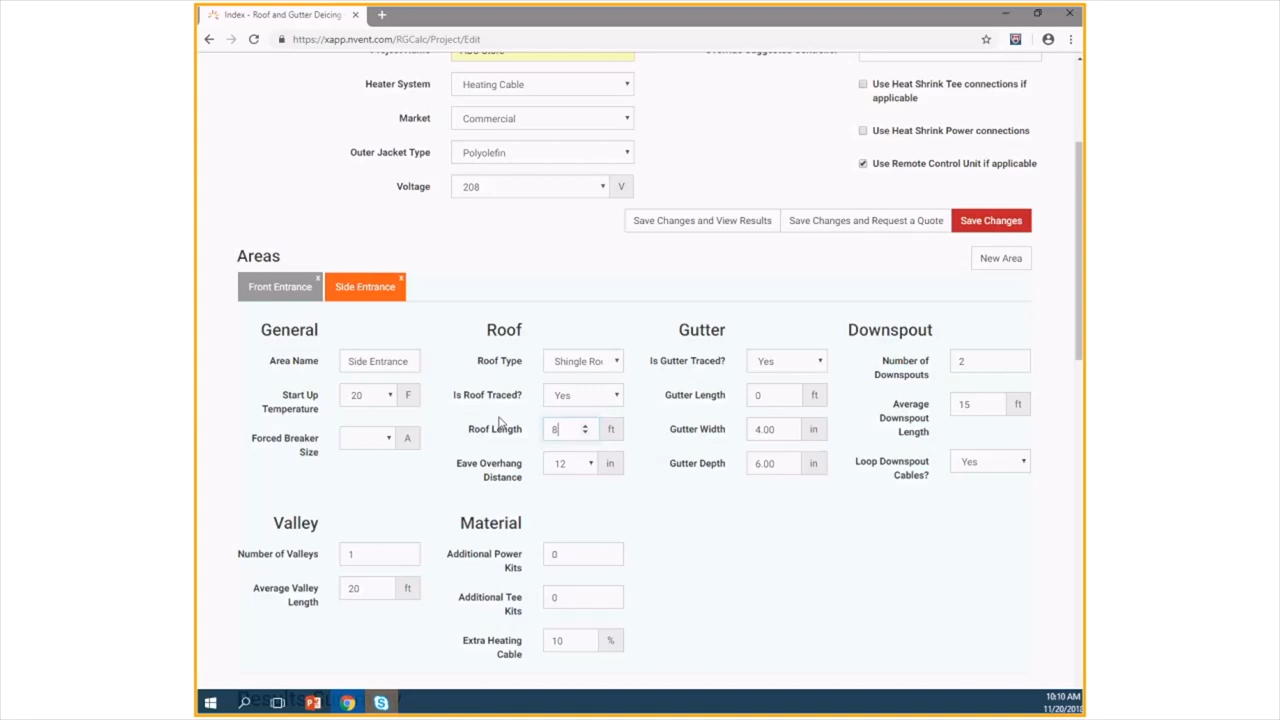 Index - Roof and Gutter Deicing
https://xapp.nvent.com/RGCalc/Project/Edit
Heater System
Heating Cable
Use Heat Shrink Tee connections if
applicable
Market
Commercial
Use Heat Shrink Power connections
Outer Jacket Type
Polyolefin
Use Remote Control Unit if applicable
Voltage
208
V
Save Changes and View Results
Save Changes and Request a Quote
Save Changes
Areas
New Area
Front Entrance
x
Side Entrance
x
General
Area Name
Side Entrance
Start Up
Temperature
20
F
Forced Breaker
Size
A
Roof
Roof Type
Shingle Roo
Is Roof Traced?
Yes
Roof Length
8
ft
Eave Overhang
Distance
12
in
Gutter
Is Gutter Traced?
Yes
Gutter Length
0
ft
Gutter Width
4.00
in
Gutter Depth
6.00
in
Downspout
Number of
Downspouts
2
Average
Downspout
Length
15
ft
Loop Downspout
Cables?
Yes
Valley
Number of Valleys
1
Average Valley
Length
20
ft
Material
Additional Power
Kits
0
Additional Tee
Kits
0
Extra Heating
Cable
10
%
10:10 AM